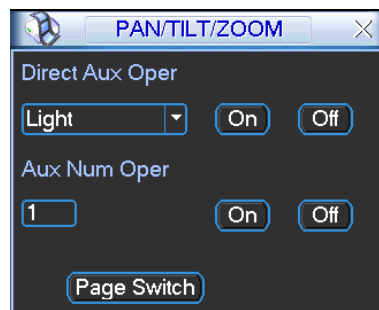 PAN/TILT/ZOOM
Direct Aux Oper
Light On Off
Aux Num Oper
1 On Off
Page Switch